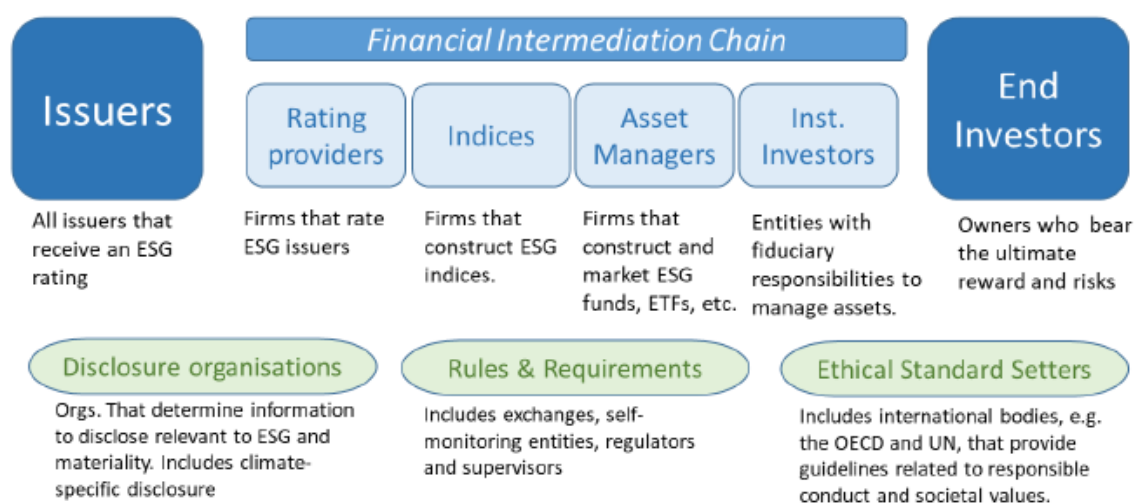 Issuers
Financial Intermediation Chain
Rating
providers
Indices
Asset
Managers
Inst.
Investors
End
Investors
All issuers that
receive an ESG
rating
Firms that rate
ESG issuers
Firms that
construct ESG
indices.
Firms that
construct and
market ESG
funds, ETFs, etc.
Entities with
fiduciary
responsibilities to
manage assets.
Owners who bear
the ultimate
reward and risks
Disclosure organisations
Orgs. That determine information
to disclose relevant to ESG and
materiality. Includes climate-
specific disclosure
Rules & Requirements
Includes exchanges, self-
monitoring entities, regulators
and supervisors
Ethical Standard Setters
Includes international bodies, e.g.
the OECD and UN, that provide
guidelines related to responsible
conduct and societal values.